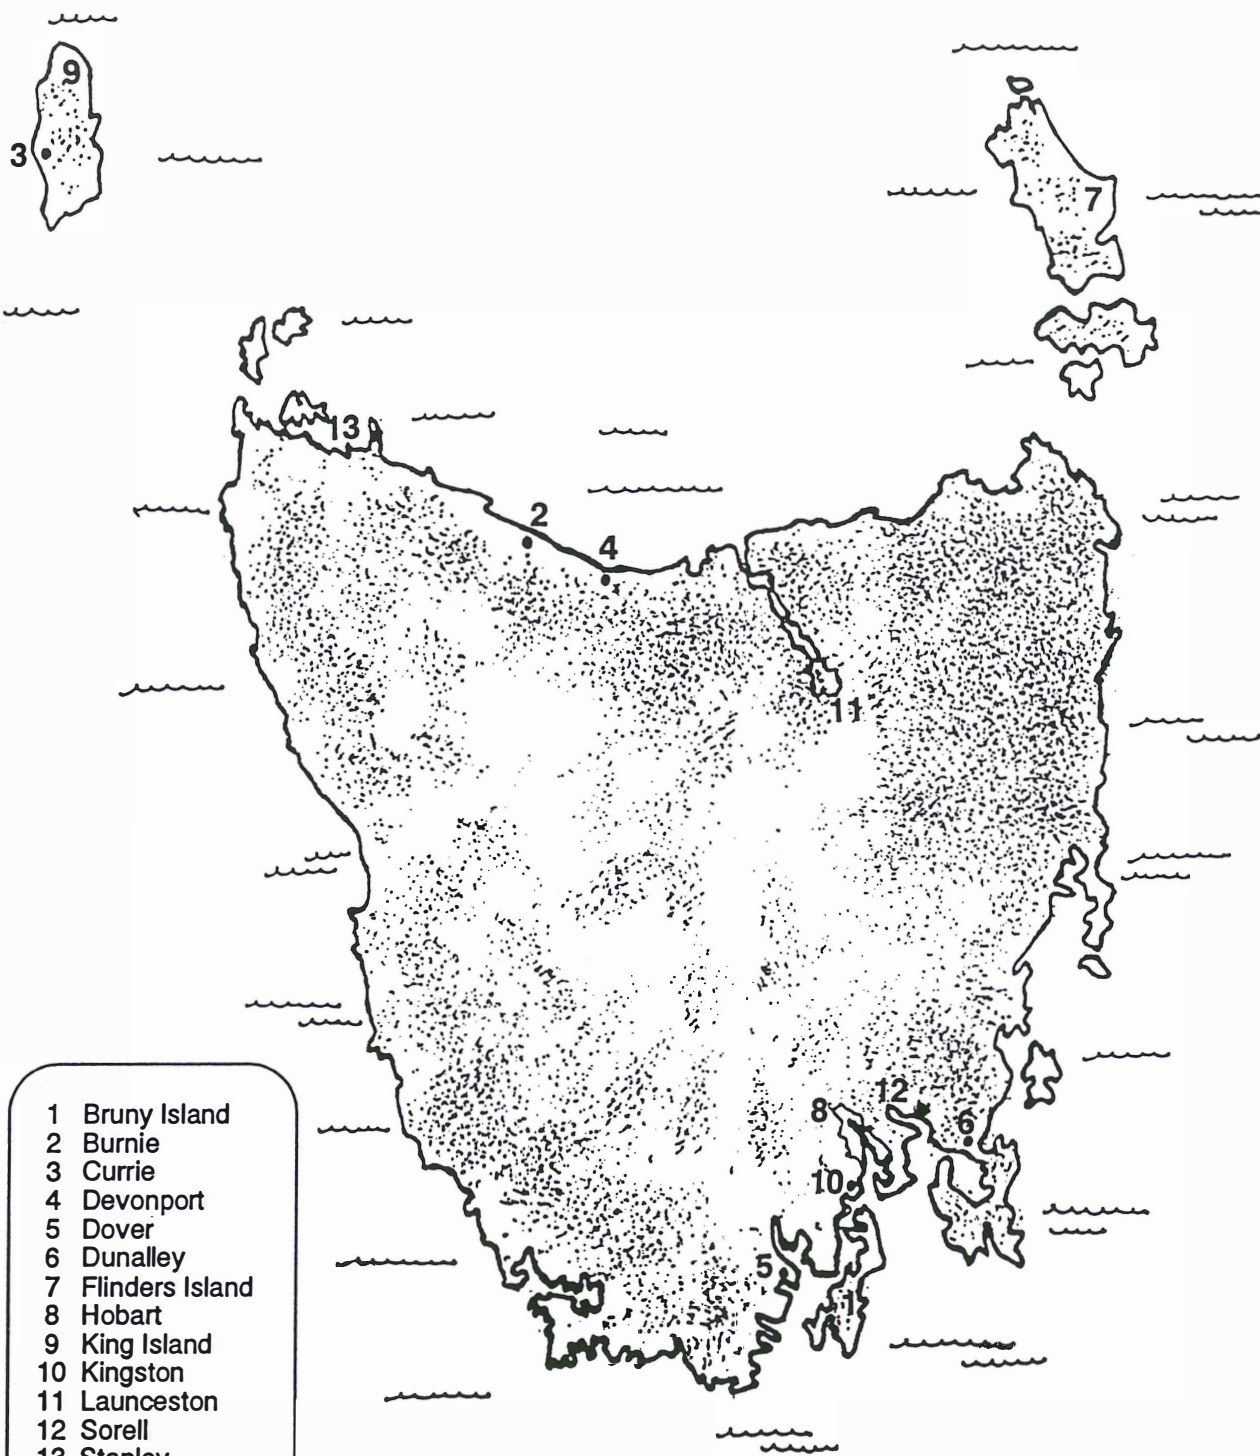 9
3
7
13
2
4
11
12
8
6
10
5
1
1 Bruny Island
2 Burnie
3 Currie
4 Devonport
5 Dover
6 Dunalley
7 Flinders Island
8 Hobart
9 King Island
10 Kingston
11 Launceston
12 Sorell
13 Stanley